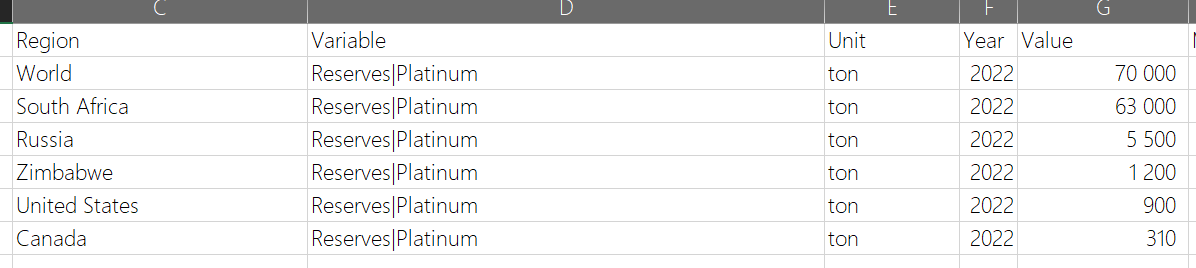 C D E F G
Region Variable Unit Year Value
World Reserves|Platinum ton 2022 70 000
South Africa Reserves|Platinum ton 2022 63 000
Russia Reserves|Platinum ton 2022 5 500
Zimbabwe Reserves|Platinum ton 2022 1 200
United States Reserves|Platinum ton 2022 900
Canada Reserves|Platinum ton 2022 310